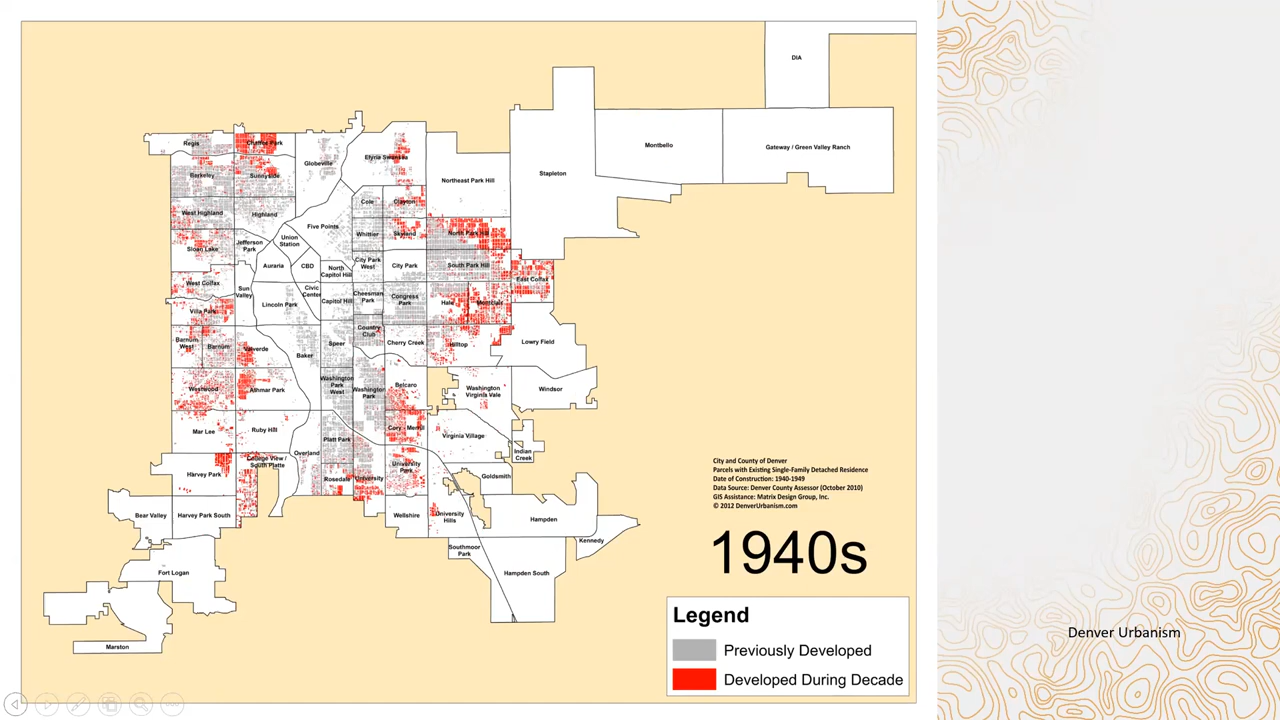 DIA
Montbello
Gateway / Green Valley Ranch
Stapleton
Regis
Chaffee Park
Globeville
Elyria Swansea
Northeast Park Hill
Berkeley
Sunnyside
West Highland
Highland
Cole
Clayton
Five Points
Whittier
Skyland
North Park Hill
Sloan Lake
Jefferson
Park
Union
Station
Auraria
CBD
North
Capitol Hill
City Park
West
City Park
South Park Hill
East Colfax
West Colfax
Sun
Valley
Lincoln Park
Civic
Center
Capitol Hill
Cheesman
Park
Congress
Park
Hale
Montclair
Villa Park
Barnum
West
Barnum
Valverde
Baker
Speer
Country
Club
Cherry Creek
Hilltop
Lowry Field
Westwood
Athmar Park
Washington
Park
West
Washington
Park
Belcaro
Washington
Virginia Vale
Windsor
Mar Lee
Ruby Hill
Overland
Platt Park
Cory - Merrill
Virginia Village
Indian
Creek
Harvey Park
College View /
South Platte
Rosedale
University
University
Park
Goldsmith
Bear Valley
Harvey Park South
Wellshire
University
Hills
Hampden
Kennedy
Southmoor
Park
Hampden South
Fort Logan
Marston
City and County of Denver
Parcels with Existing Single-Family Detached Residence
Date of Construction: 1940-1949
Data Source: Denver County Assessor (October 2010)
GIS Assistance: Matrix Design Group, Inc.
© 2012 DenverUrbanism.com
1940s
Legend
Previously Developed
Developed During Decade
Denver Urbanism